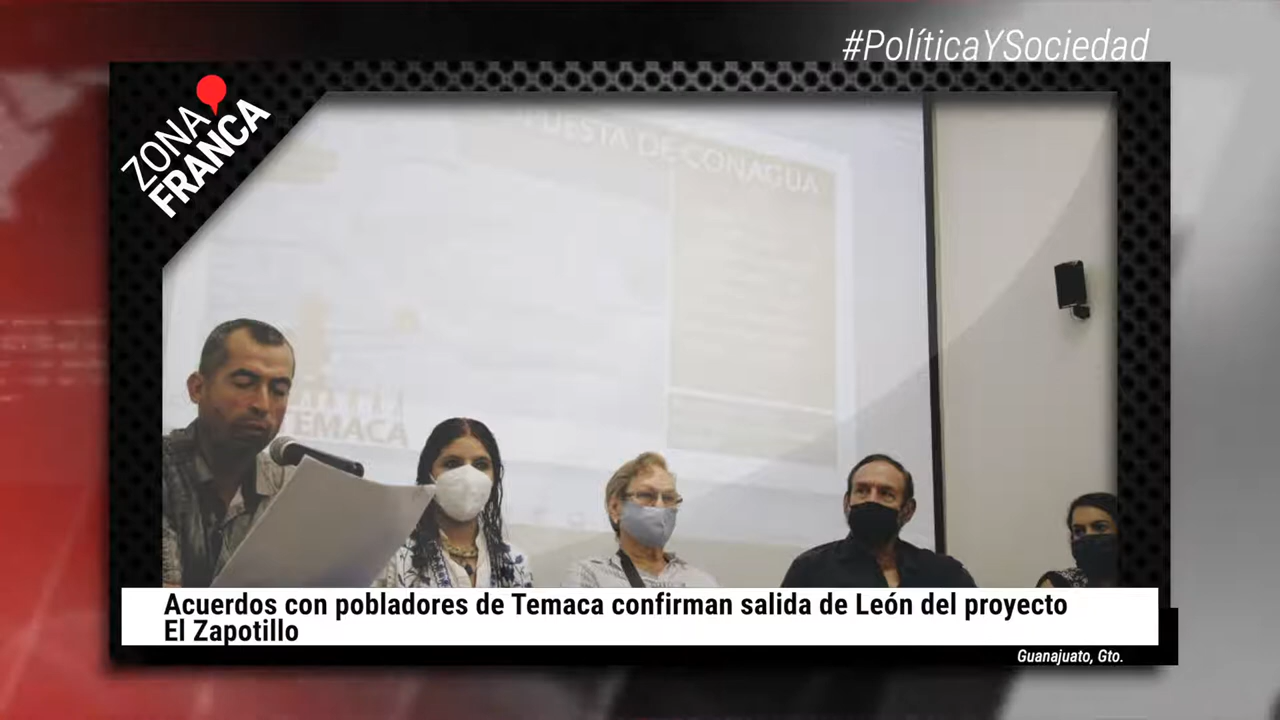 #PolíticaYSociedad
ZONA
FRANCA
PUESTA DE CONAGUA
TEMACA
Acuerdos con pobladores de Temaca confirman salida de León del proyecto
El Zapotillo
Guanajuato, Gto.